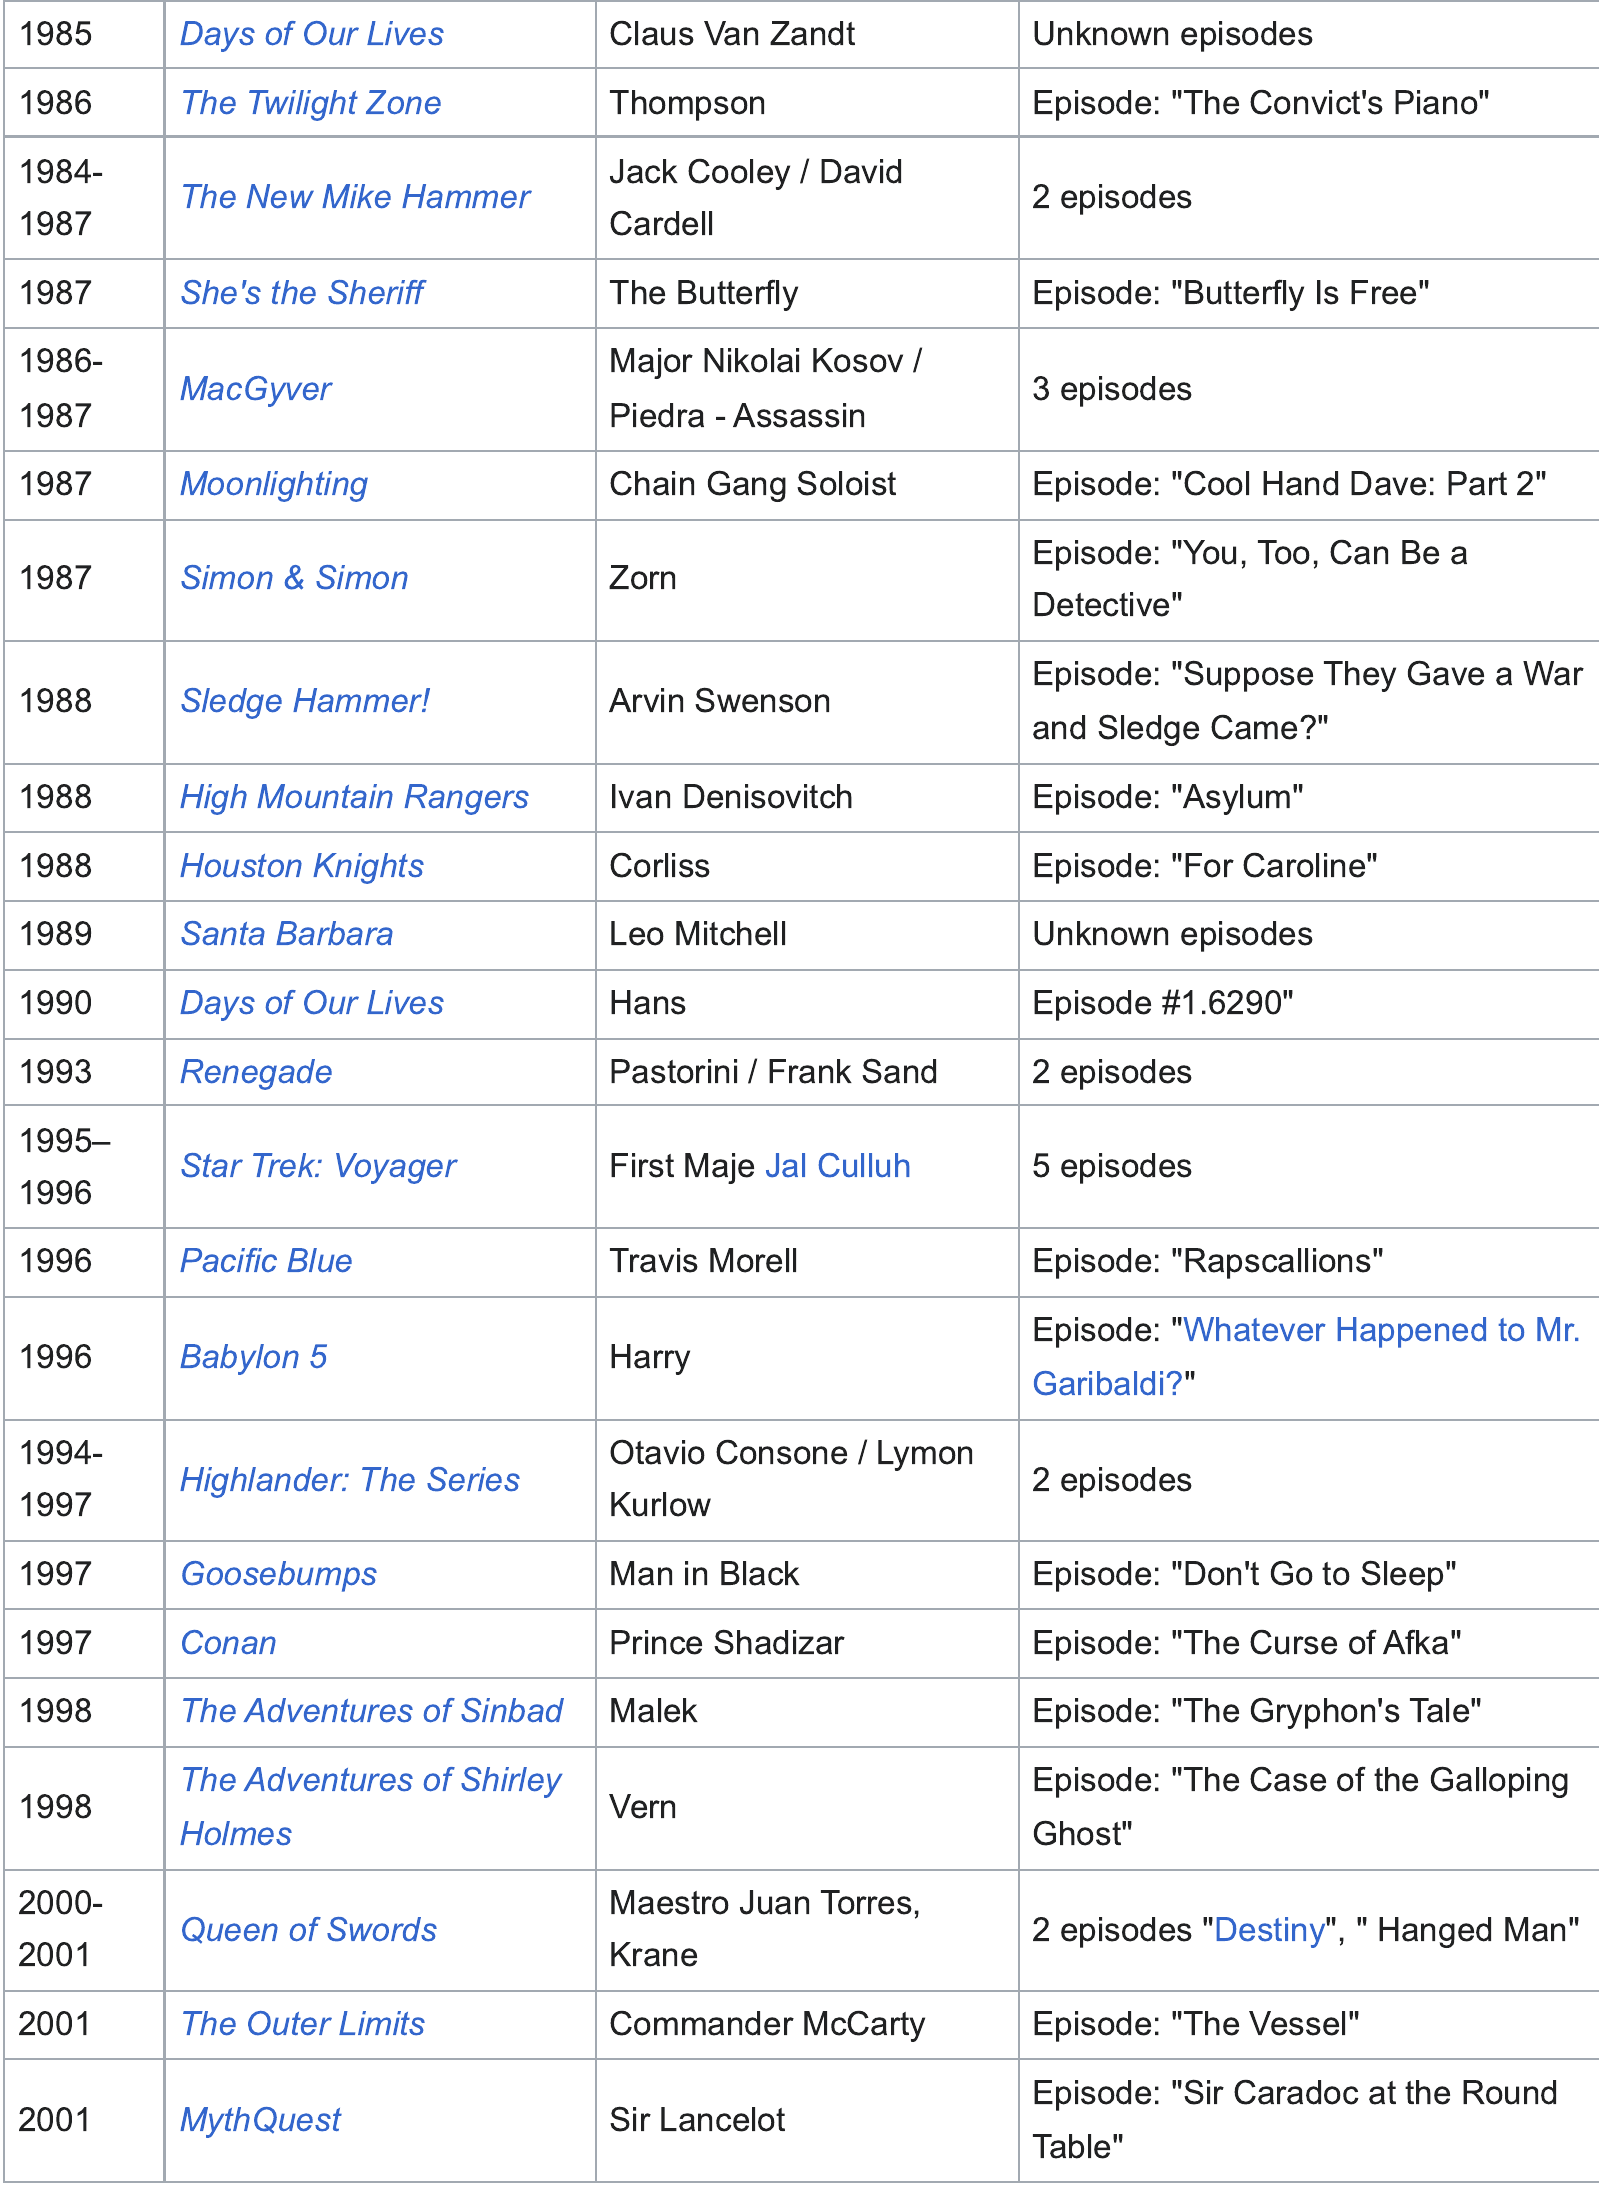 1985 Days of Our Lives Claus Van Zandt Unknown episodes
1986 The Twilight Zone Thompson Episode: "The Convict's Piano"
1984-
1987 The New Mike Hammer Jack Cooley / David
Cardell 2 episodes
1987 She's the Sheriff The Butterfly Episode: "Butterfly Is Free"
1986-
1987 MacGyver Major Nikolai Kosov /
Piedra - Assassin 3 episodes
1987 Moonlighting Chain Gang Soloist Episode: "Cool Hand Dave: Part 2"
1987 Simon & Simon Zorn Episode: "You, Too, Can Be a
Detective"
1988 Sledge Hammer! Arvin Swenson Episode: "Suppose They Gave a War
and Sledge Came?"
1988 High Mountain Rangers Ivan Denisovitch Episode: "Asylum"
1988 Houston Knights Corliss Episode: "For Caroline"
1989 Santa Barbara Leo Mitchell Unknown episodes
1990 Days of Our Lives Hans Episode #1.6290"
1993 Renegade Pastorini / Frank Sand 2 episodes
1995–
1996 Star Trek: Voyager First Maje Jal Culluh 5 episodes
1996 Pacific Blue Travis Morell Episode: "Rapscallions"
1996 Babylon 5 Harry Episode: "Whatever Happened to Mr.
Garibaldi?"
1994-
1997 Highlander: The Series Otavio Consone / Lymon
Kurlow 2 episodes
1997 Goosebumps Man in Black Episode: "Don't Go to Sleep"
1997 Conan Prince Shadizar Episode: "The Curse of Afka"
1998 The Adventures of Sinbad Malek Episode: "The Gryphon's Tale"
1998 The Adventures of Shirley
Holmes Vern Episode: "The Case of the Galloping
Ghost"
2000-
2001 Queen of Swords Maestro Juan Torres,
Krane 2 episodes "Destiny", " Hanged Man"
2001 The Outer Limits Commander McCarty Episode: "The Vessel"
2001 MythQuest Sir Lancelot Episode: "Sir Caradoc at the Round
Table"